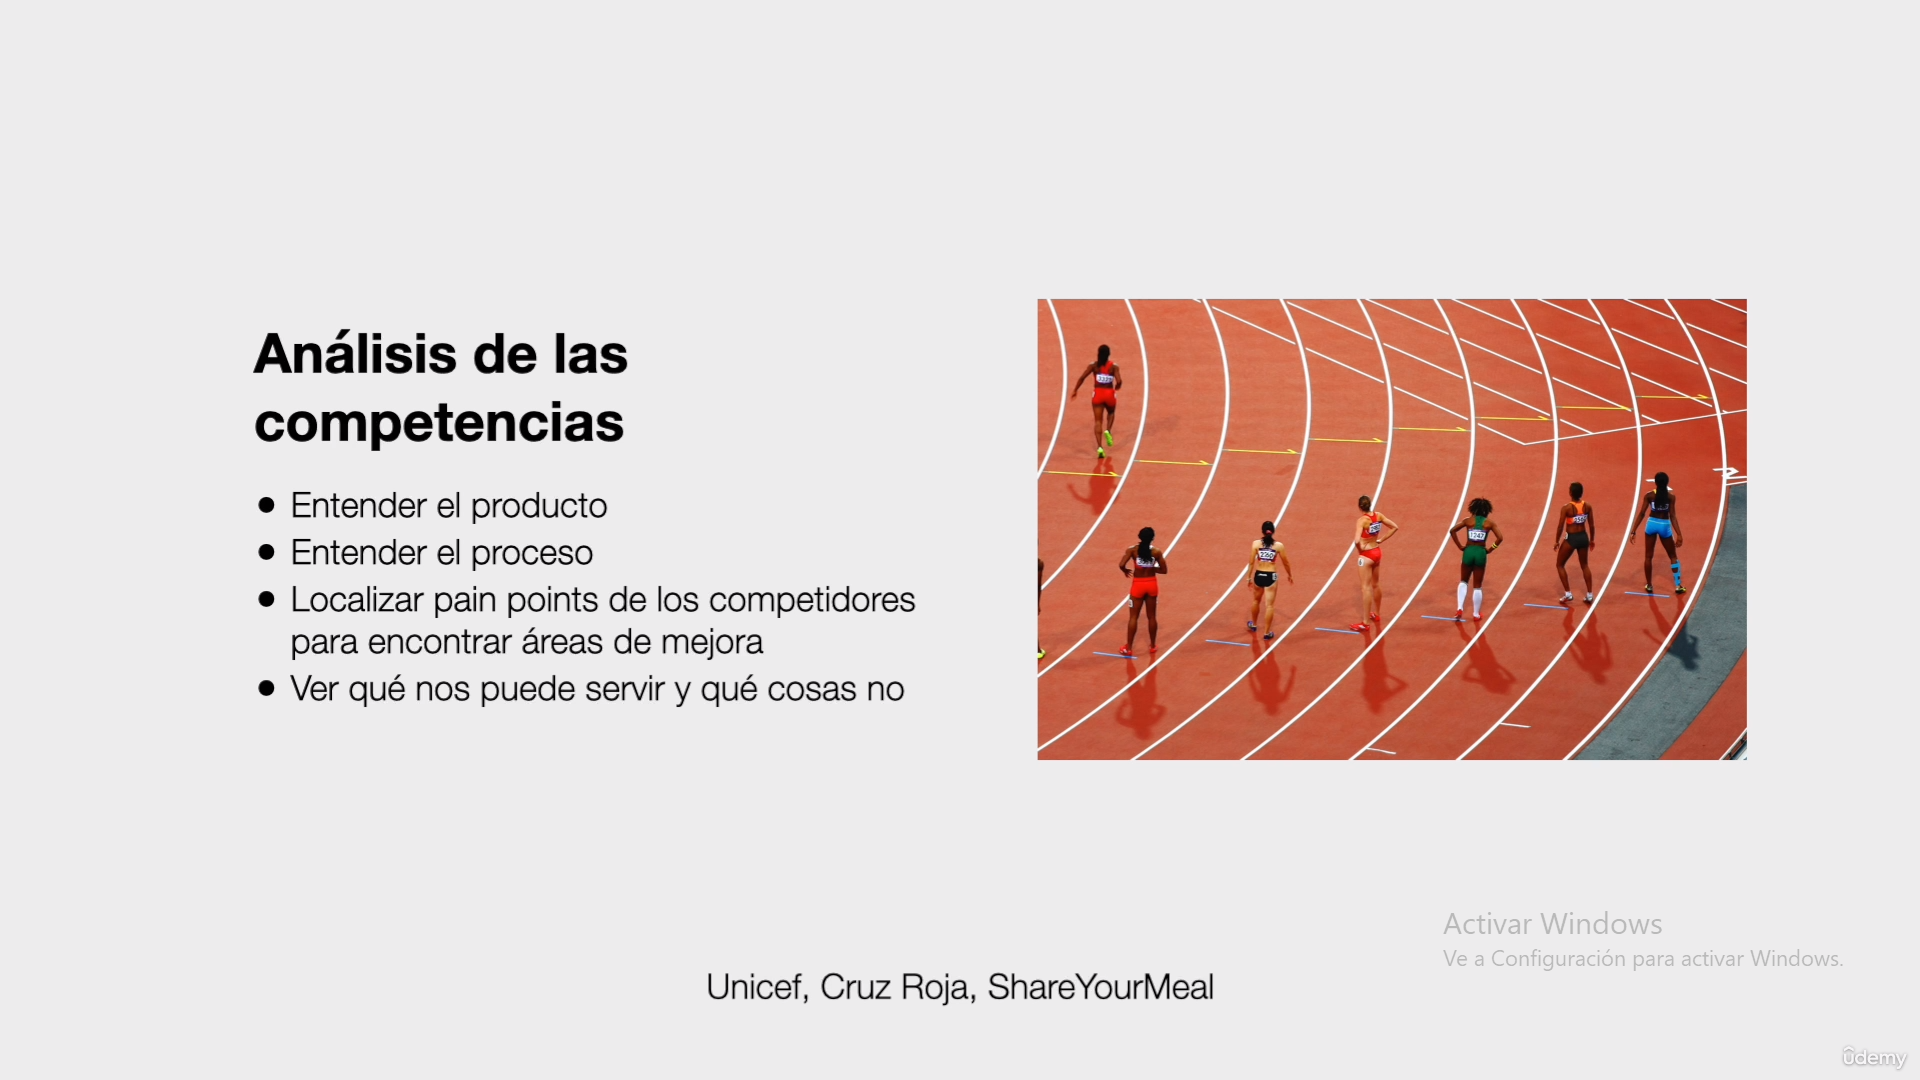 Análisis de las
competencias
● Entender el producto
● Entender el proceso
● Localizar pain points de los competidores
para encontrar áreas de mejora
● Ver qué nos puede servir y qué cosas no
Activar Windows
Ve a Configuración para activar Windows.
Unicef, Cruz Roja, ShareYourMeal
ûdemy